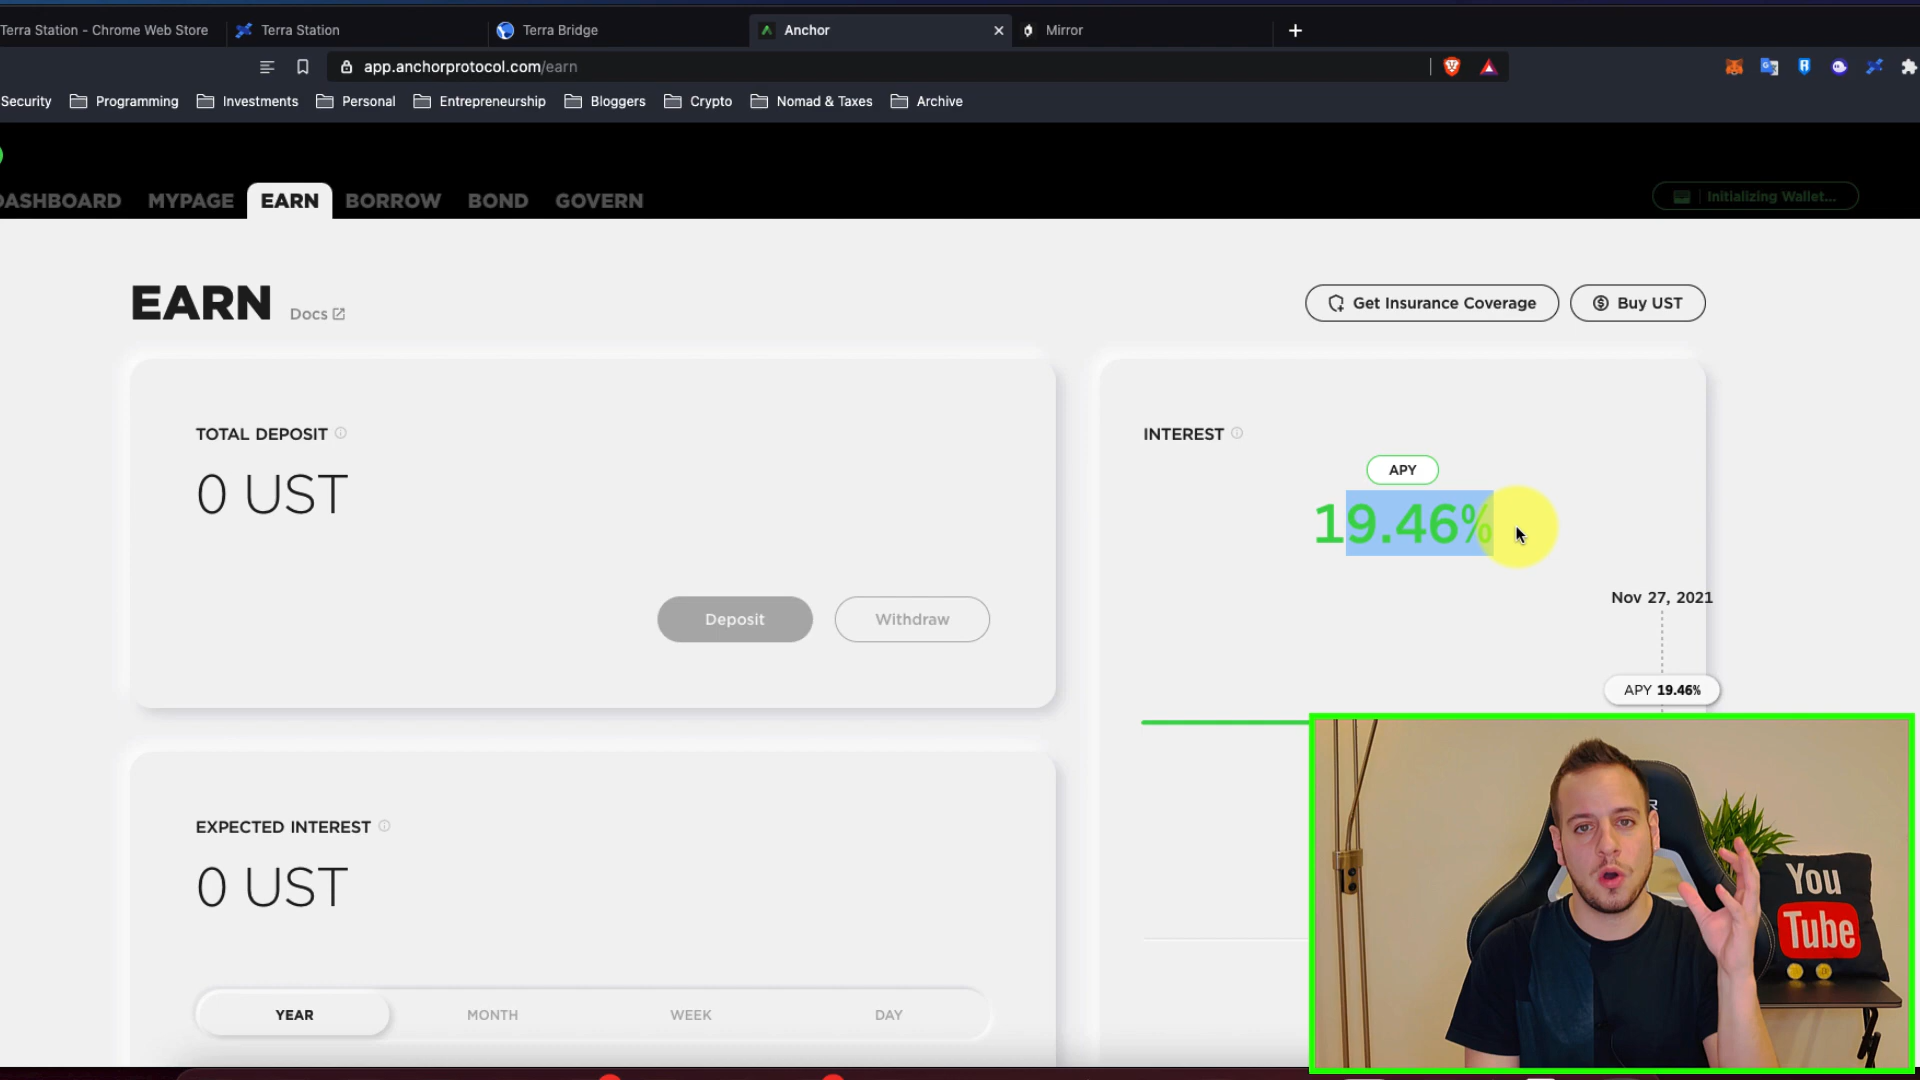 Terra Station - Chrome Web Store
Terra Station
Terra Bridge
Anchor
Mirror
app.anchorprotocol.com/earn
Security
Programming
Investments
Personal
Entrepreneurship
Bloggers
Crypto
Nomad & Taxes
Archive
DASHBOARD
MYPAGE
EARN
BORROW
BOND
GOVERN
Initializing Wallet...
EARN
Docs
Get Insurance Coverage
Buy UST
TOTAL DEPOSIT
0 UST
Deposit
Withdraw
INTEREST
APY
19.46%
Nov 27, 2021
APY 19.46%
EXPECTED INTEREST
0 UST
YEAR
MONTH
WEEK
DAY
You
Tube